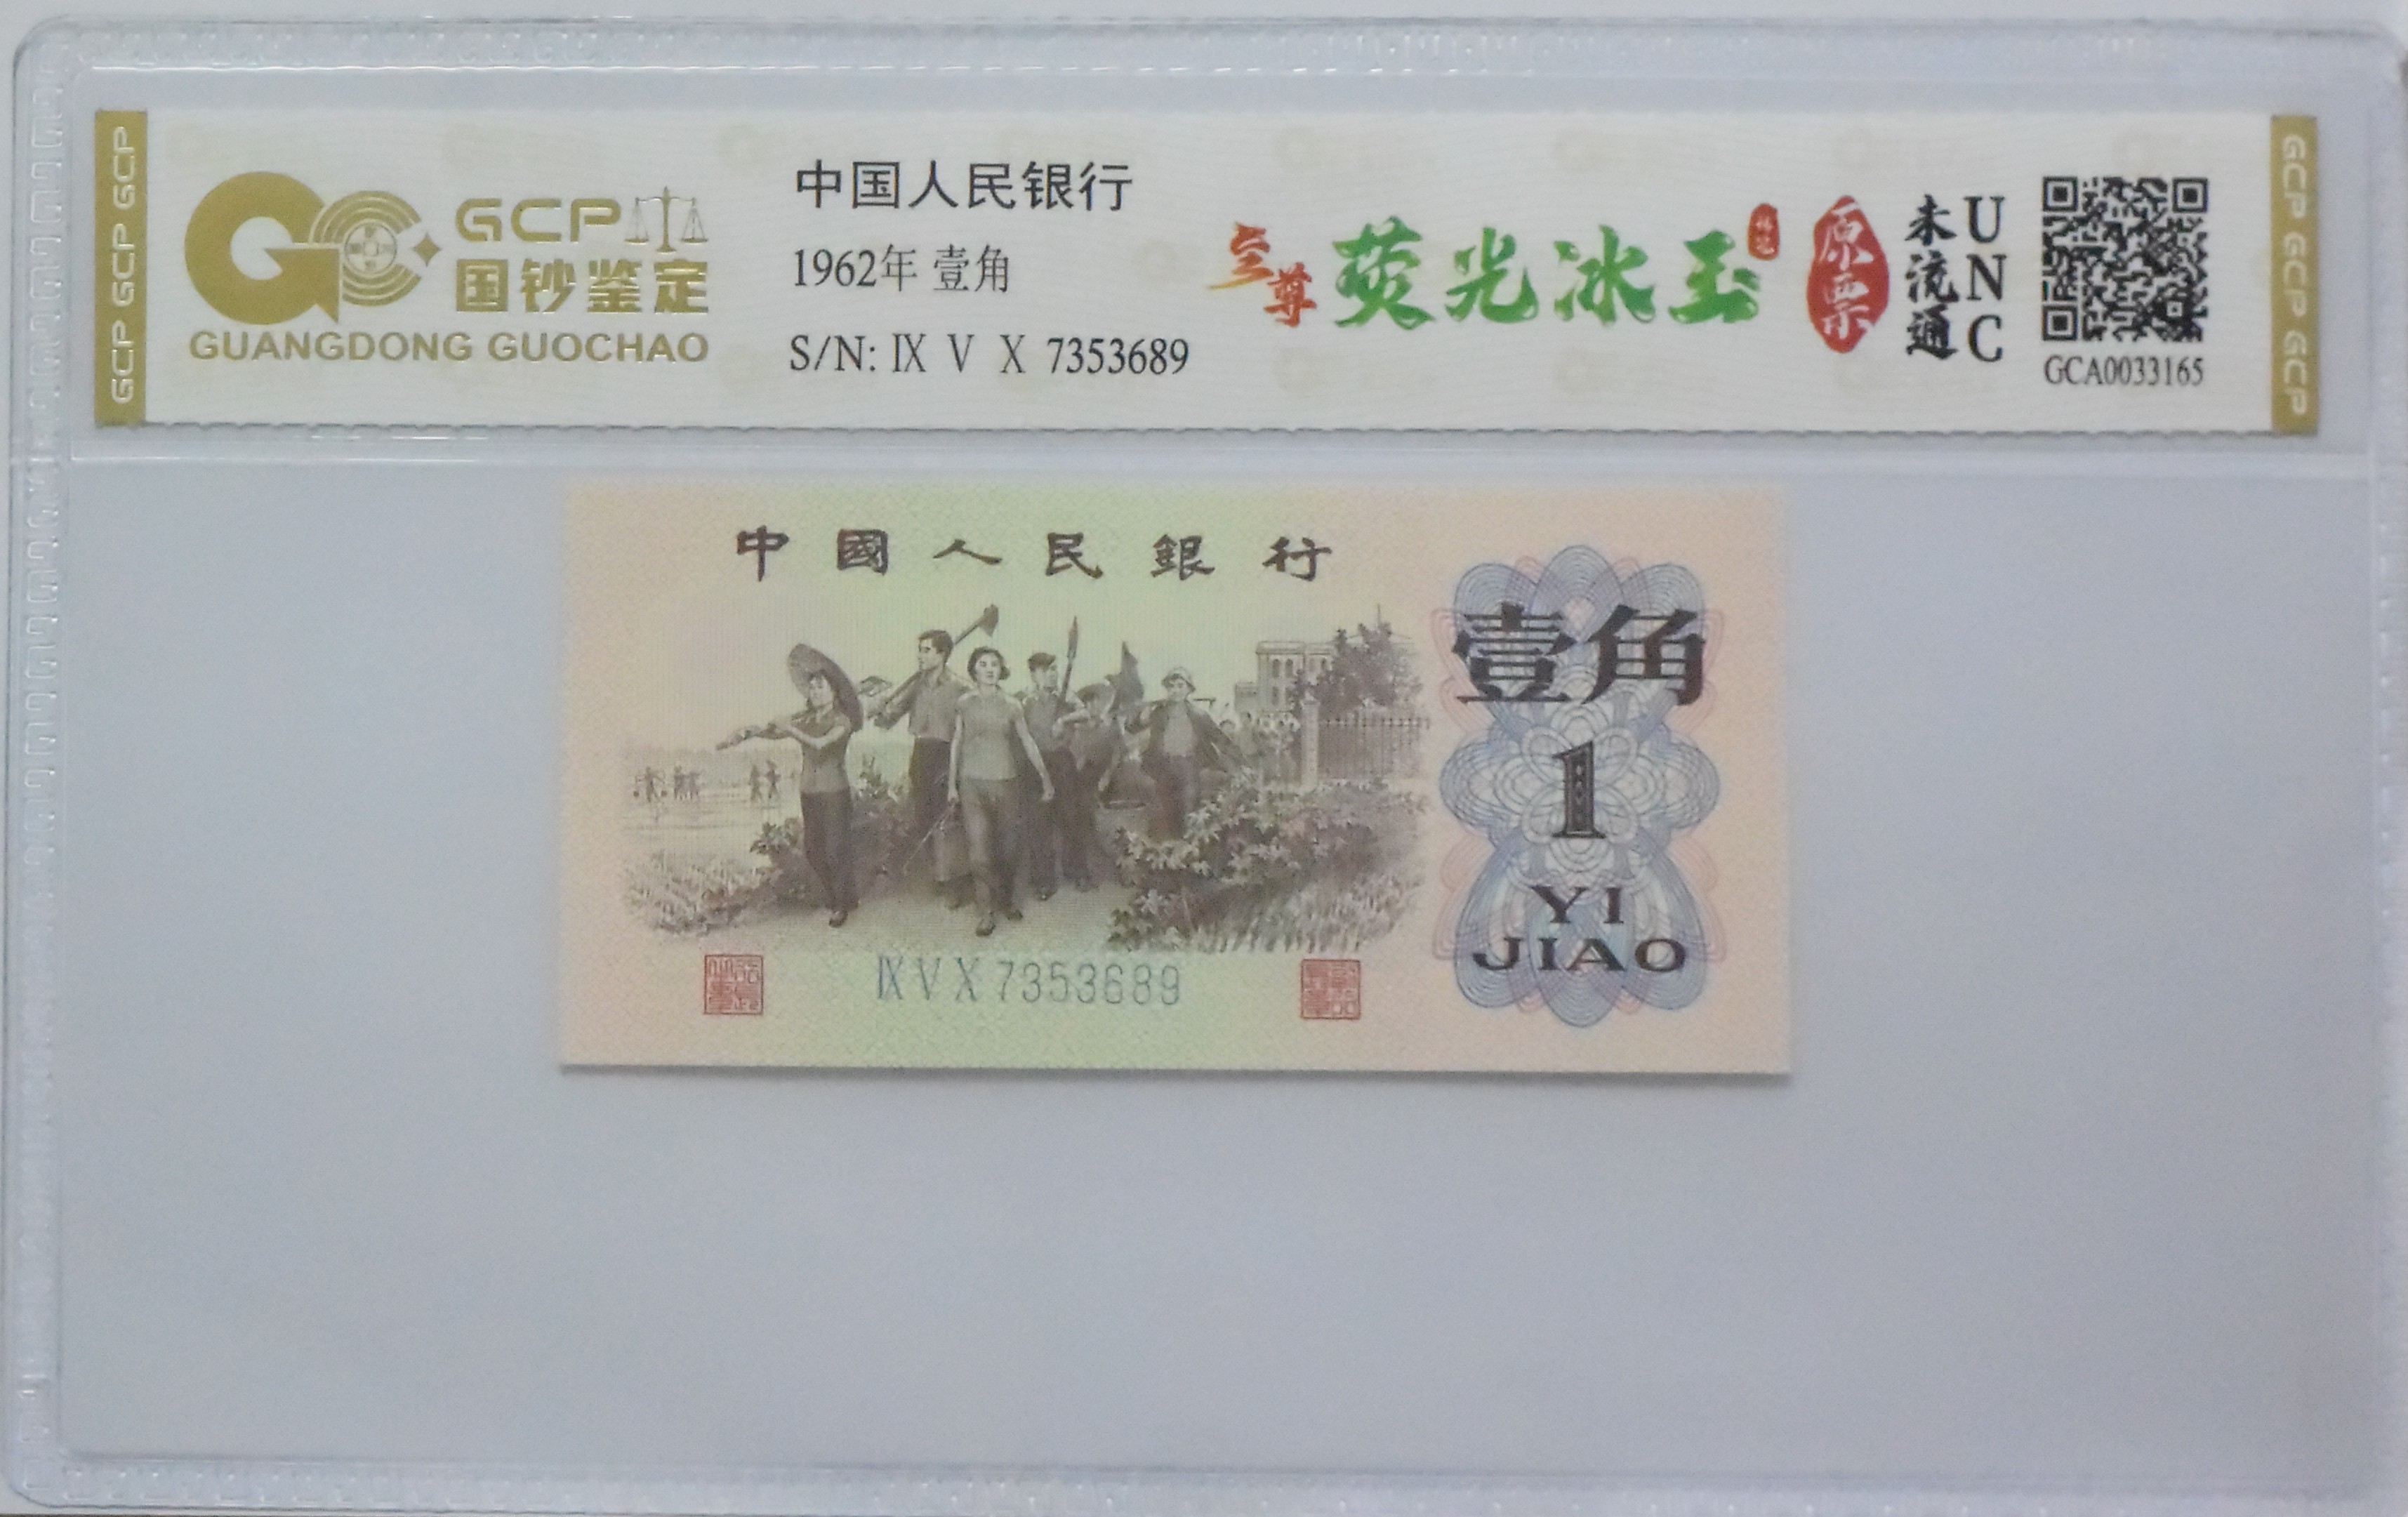 GCP GCP GCP
GCP
国钞鉴定
GUANGDONG GUOCHAO
中国人民银行
1962年 壹角
S/N: Ⅸ Ⅴ Ⅹ 7353689
至尊 荧光冰玉
原票
未流通
UNC
GCA0033165
GCP GCP GCP
中國人民銀行
壹角
1
YI
JIAO
ⅨⅤⅩ7353689